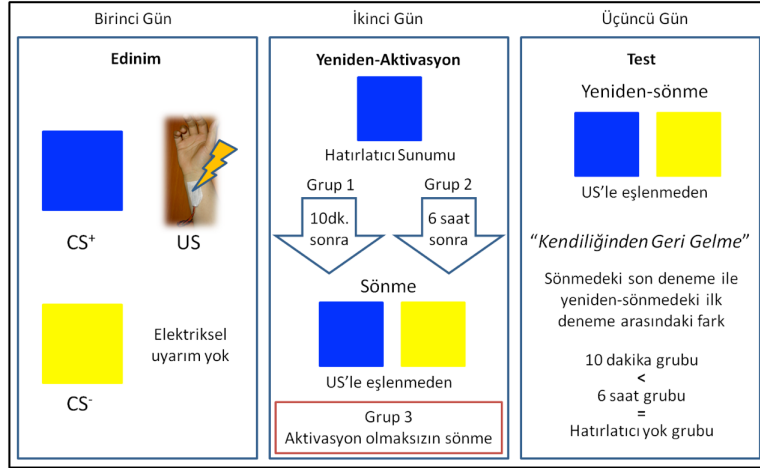 Birinci Gün
Edinim
CS+
US
CS-
Elektriksel
uyarım yok
İkinci Gün
Yeniden-Aktivasyon
Hatırlatıcı Sunumu
Grup 1
Grup 2
10dk.
sonra
6 saat
sonra
Sönme
US'le eşlenmeden
Grup 3
Aktivasyon olmaksızın sönme
Üçüncü Gün
Test
Yeniden-sönme
US'le eşlenmeden
“Kendiliğinden Geri Gelme”
Sönmedeki son deneme ile
yeniden-sönmedeki ilk
deneme arasındaki fark
10 dakika grubu
<
6 saat grubu
=
Hatırlatıcı yok grubu